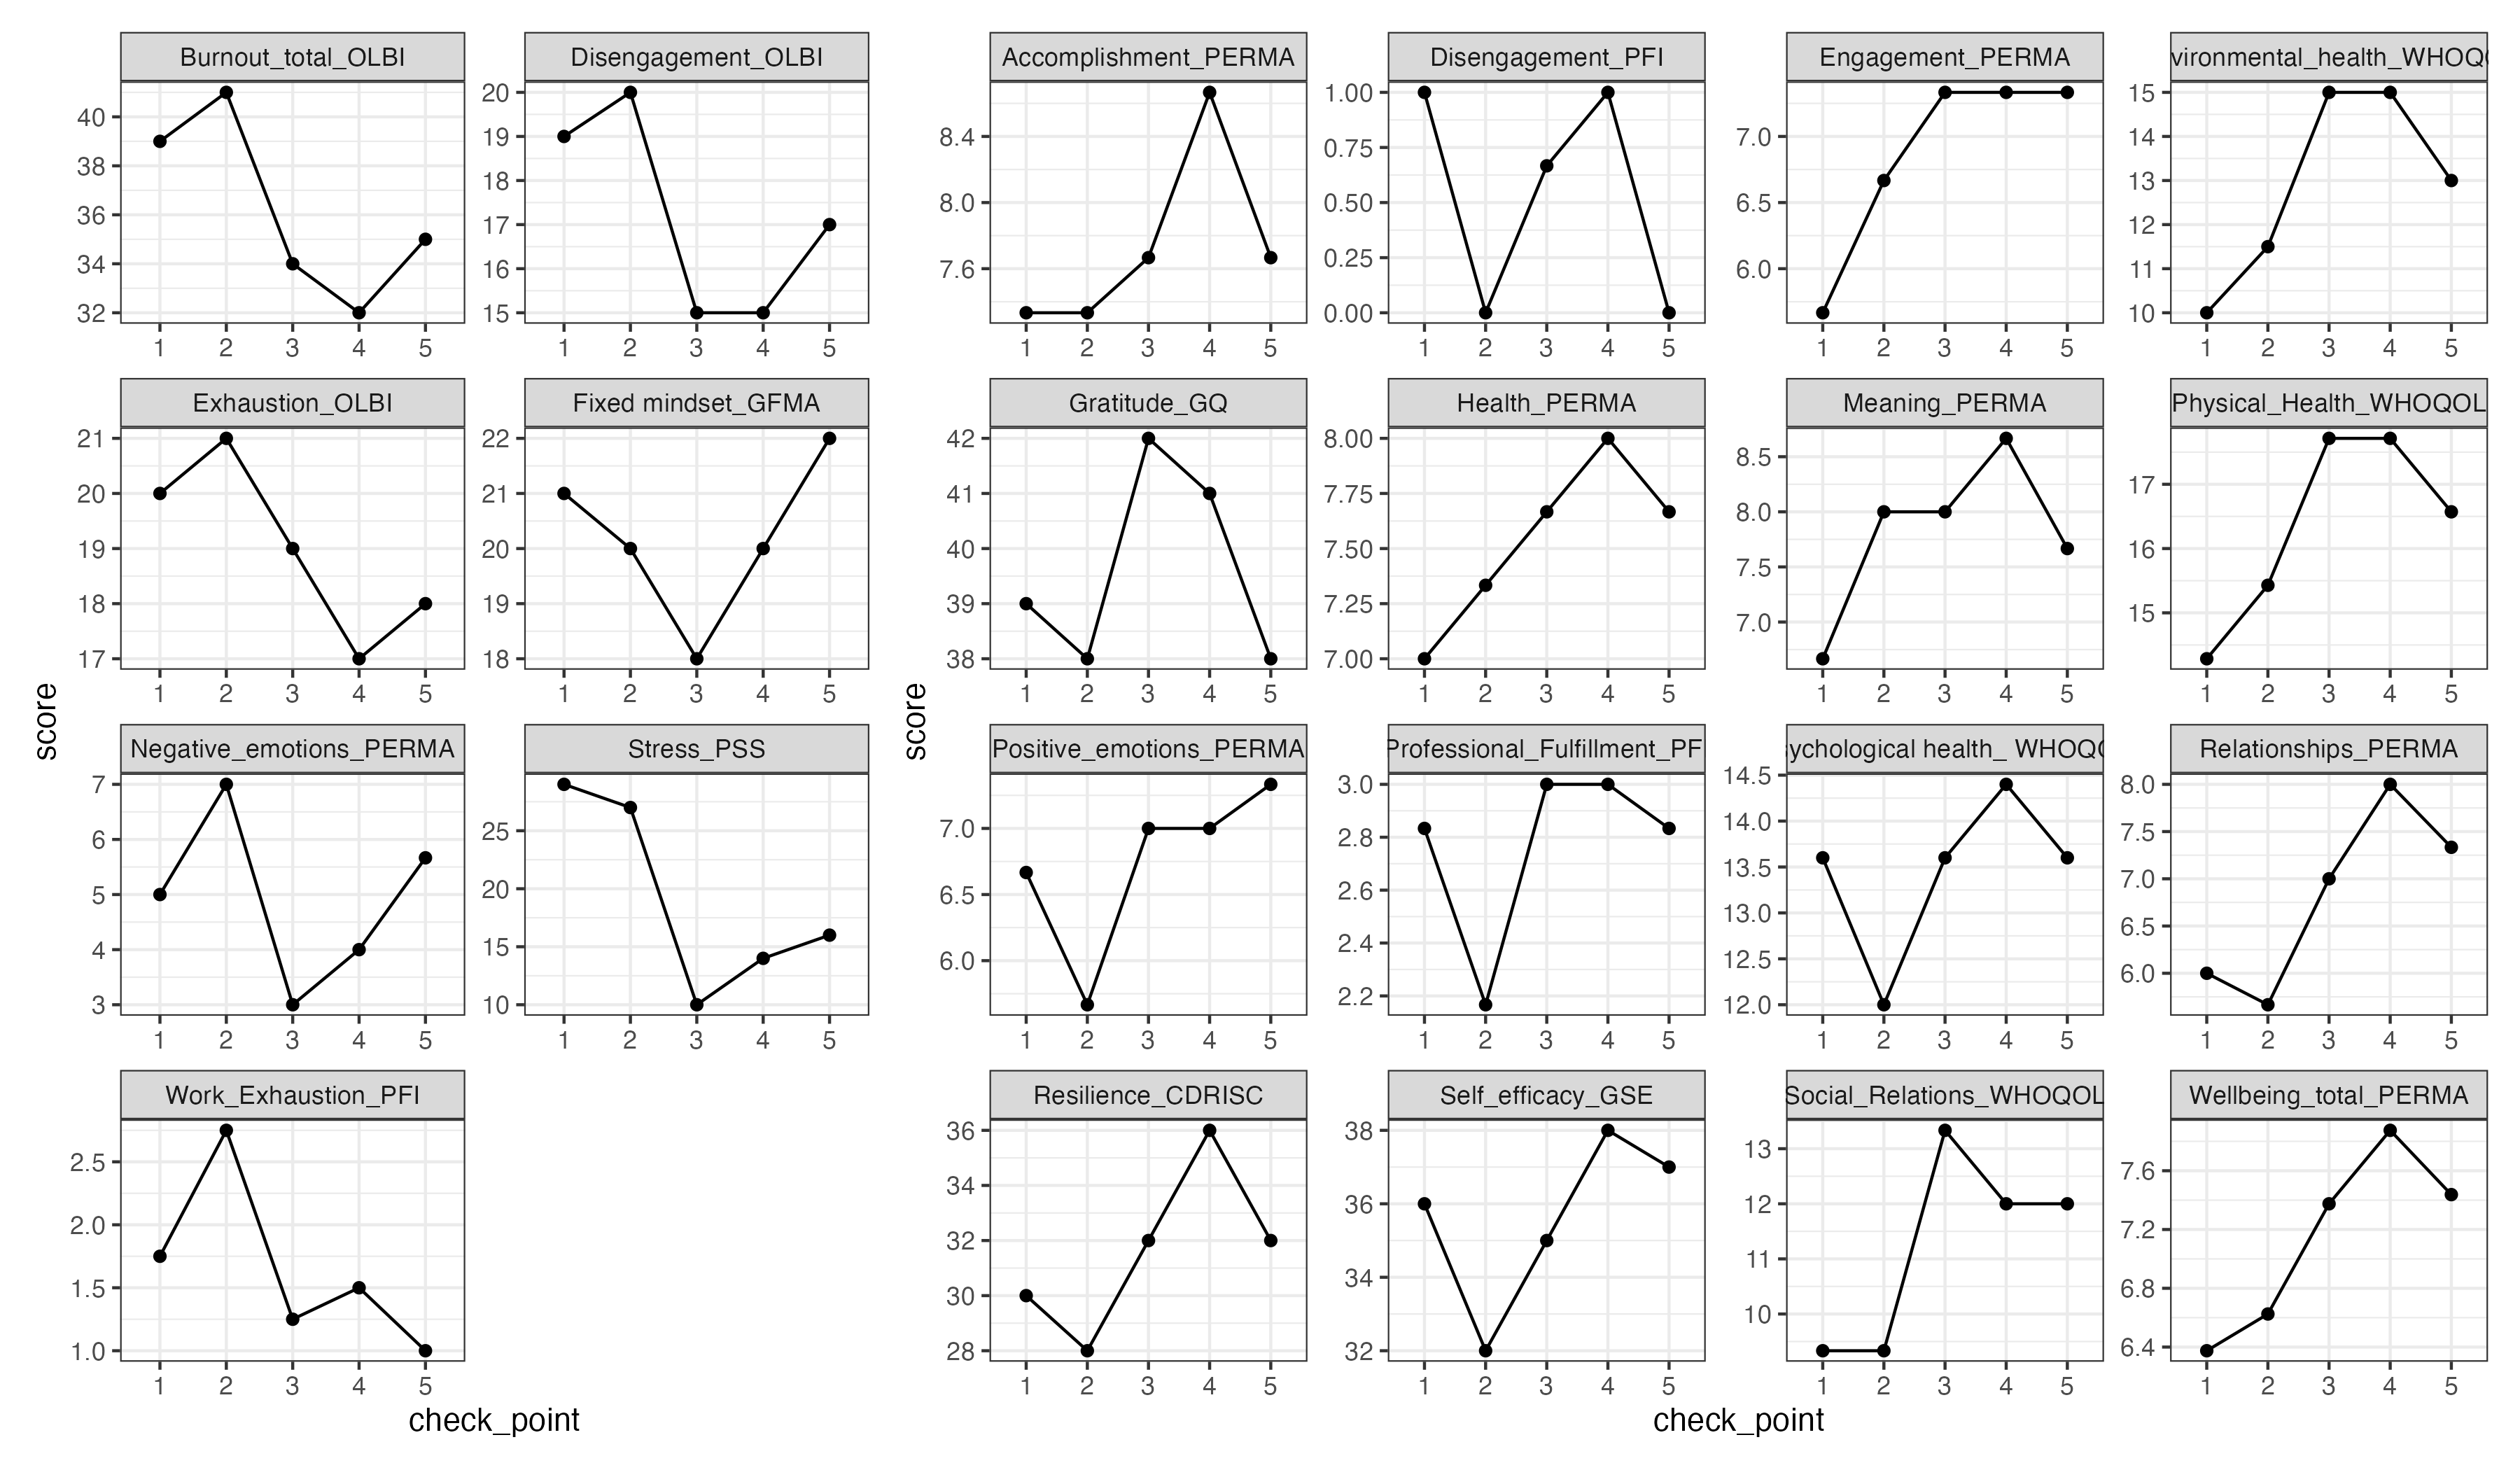 Burnout_total_OLBI
Disengagement_OLBI
Accomplishment_PERMA
Disengagement_PFI
Engagement_PERMA
vironmental_health_WHOQ
40
38
36
34
32
20
19
18
17
16
15
8.4
8.0
7.6
1.00
0.75
0.50
0.25
0.00
7.0
6.5
6.0
15
14
13
12
11
10
1 2 3 4 5
1 2 3 4 5
1 2 3 4 5
1 2 3 4 5
1 2 3 4 5
1 2 3 4 5
Exhaustion_OLBI
Fixed mindset_GFMA
Gratitude_GQ
Health_PERMA
Meaning_PERMA
Physical_Health_WHOQOL
21
20
19
18
17
22
21
20
19
18
42
41
40
39
38
8.00
7.75
7.50
7.25
7.00
8.5
8.0
7.5
7.0
17
16
15
1 2 3 4 5
1 2 3 4 5
1 2 3 4 5
1 2 3 4 5
1 2 3 4 5
1 2 3 4 5
score
score
Negative_emotions_PERMA
Stress_PSS
Positive_emotions_PERMA
Professional_Fulfillment_PF
ychological health_ WHOQ
Relationships_PERMA
7
6
5
4
3
25
20
15
10
7.0
6.5
6.0
3.0
2.8
2.6
2.4
2.2
14.5
14.0
13.5
13.0
12.5
12.0
8.0
7.5
7.0
6.5
6.0
1 2 3 4 5
1 2 3 4 5
1 2 3 4 5
1 2 3 4 5
1 2 3 4 5
1 2 3 4 5
Work_Exhaustion_PFI
Resilience_CDRISC
Self_efficacy_GSE
Social_Relations_WHOQOL
Wellbeing_total_PERMA
2.5
2.0
1.5
1.0
36
34
32
30
28
38
36
34
32
13
12
11
10
7.6
7.2
6.8
6.4
1 2 3 4 5
1 2 3 4 5
1 2 3 4 5
1 2 3 4 5
1 2 3 4 5
check_point
check_point